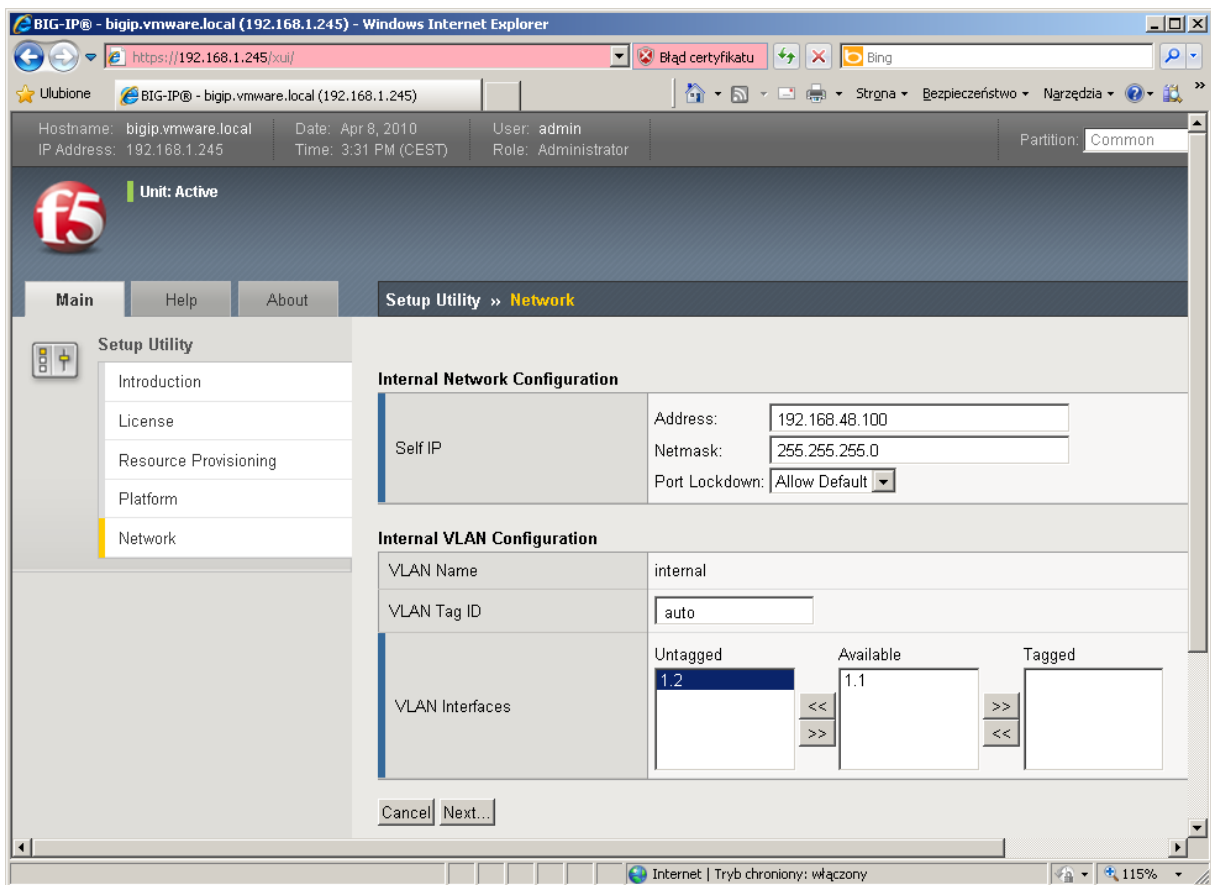 BIG-IP® - bigip.vmware.local (192.168.1.245) - Windows Internet Explorer
https://192.168.1.245/xui/
Błąd certyfikatu
Bing
Ulubione
BIG-IP® - bigip.vmware.local (192.168.1.245)
Strona
Bezpieczeństwo
Narzędzia
»
Hostname: bigip.vmware.local Date: Apr 8, 2010 User: admin
IP Address: 192.168.1.245 Time: 3:31 PM (CEST) Role: Administrator
Partition: Common
f5
Unit: Active
Main Help About
Setup Utility » Network
Setup Utility
Introduction
License
Resource Provisioning
Platform
Network
Internal Network Configuration
Self IP
Address: 192.168.48.100
Netmask: 255.255.255.0
Port Lockdown: Allow Default
Internal VLAN Configuration
VLAN Name internal
VLAN Tag ID auto
VLAN Interfaces
Untagged Available Tagged
1.2 1.1
<< >>
>> <<
Cancel Next...
Internet | Tryb chroniony: włączony
115%